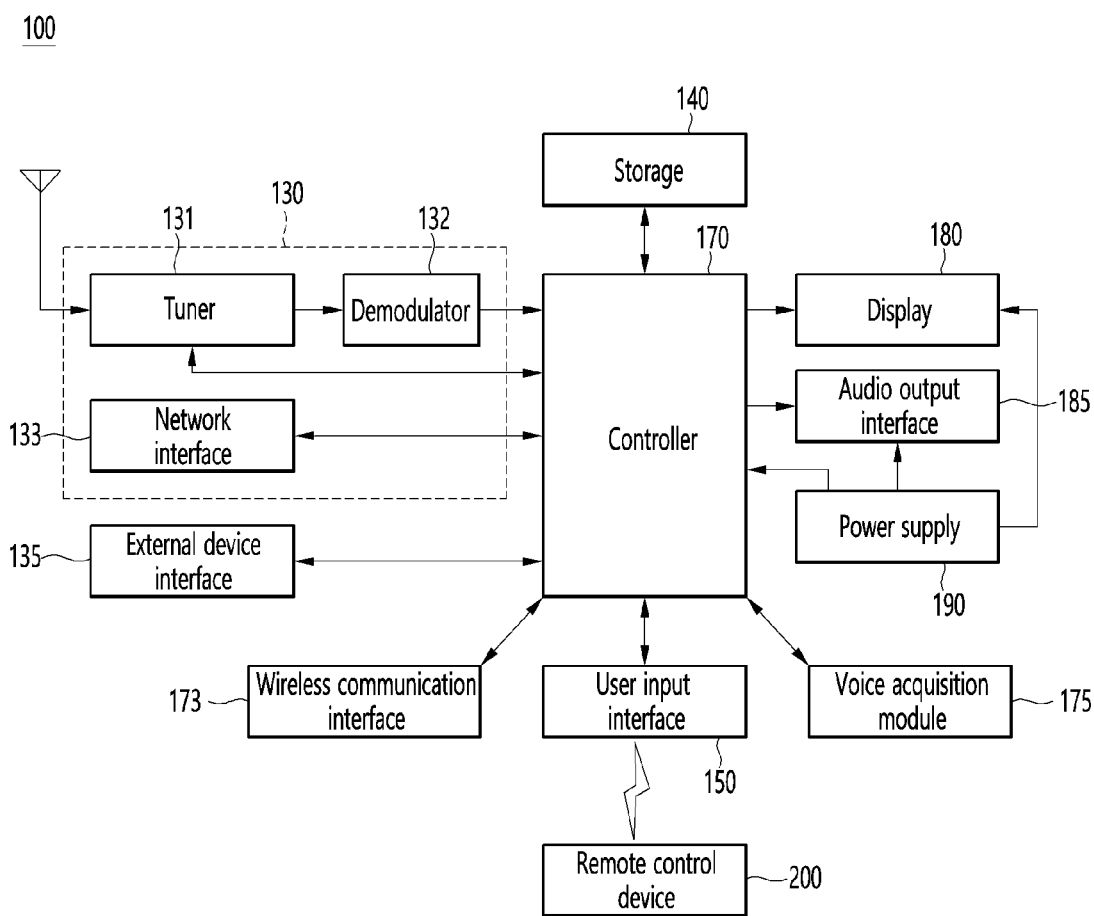 100
140
Storage
130
131
132
170
180
Tuner
Demodulator
Display
Audio output
interface
185
133
Network
interface
Controller
Power supply
190
135
External device
interface
173
Wireless communication
interface
User input
interface
150
Voice acquisition
module
175
Remote control
device
200